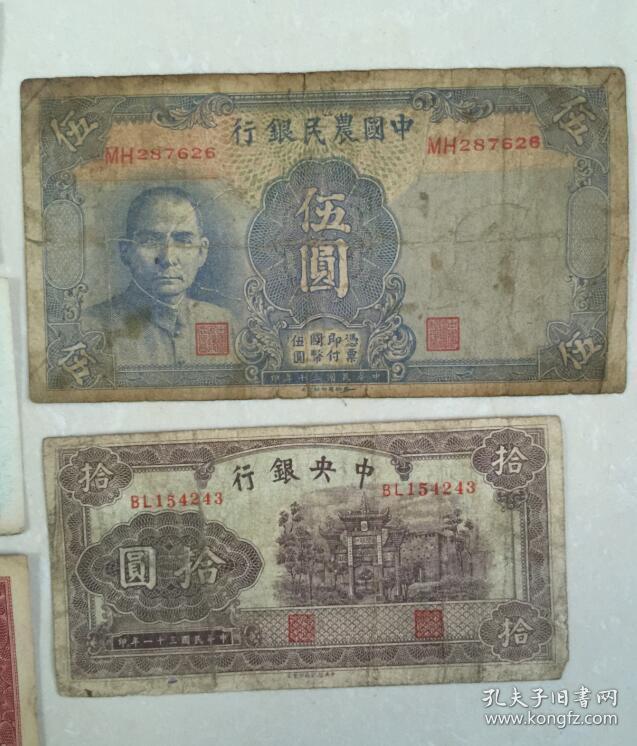 伍
伍
行銀民農國中
MH287626
MH287626
伍圓
憑票
即付
國幣
伍圓
中華民國三十年印
伍
伍
拾
拾
行銀央中
BL154243
BL154243
圓拾
印年一十三國民華中
拾
孔夫子旧书网
www.kongfz.com